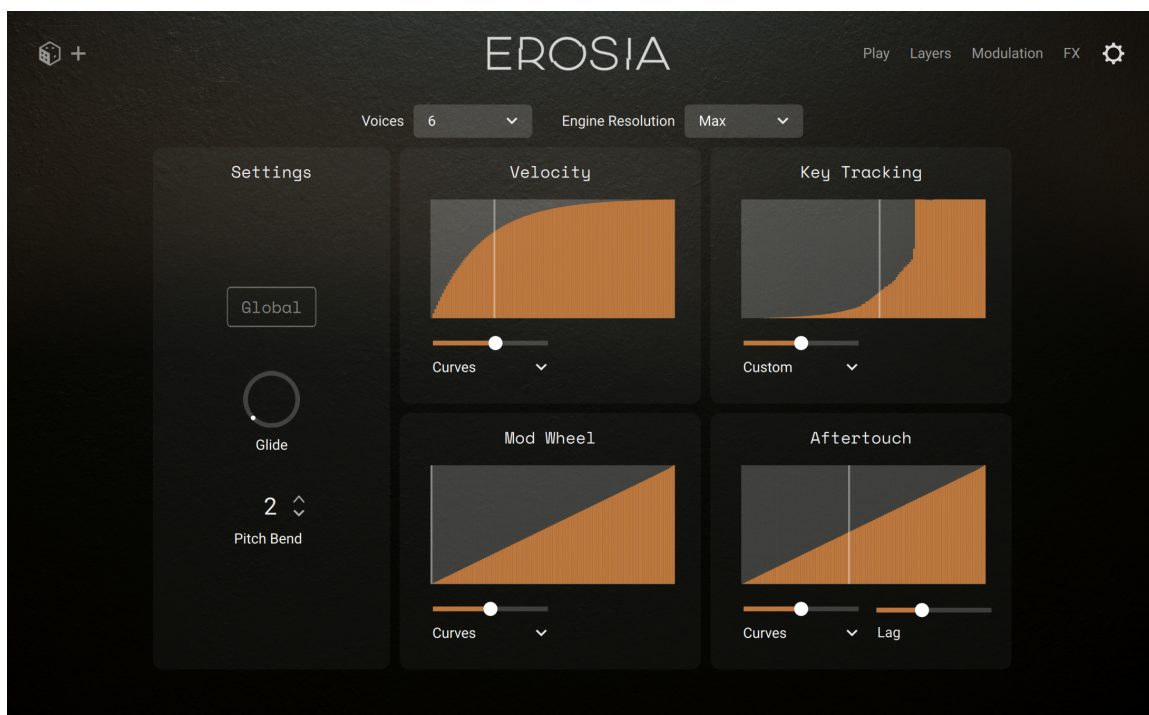 EROSIA
Play Layers Modulation FX
Voices 6 Engine Resolution Max
Settings
Global
Glide
2
Pitch Bend
Velocity
Curves
Key Tracking
Custom
Mod Wheel
Curves
Aftertouch
Curves Lag